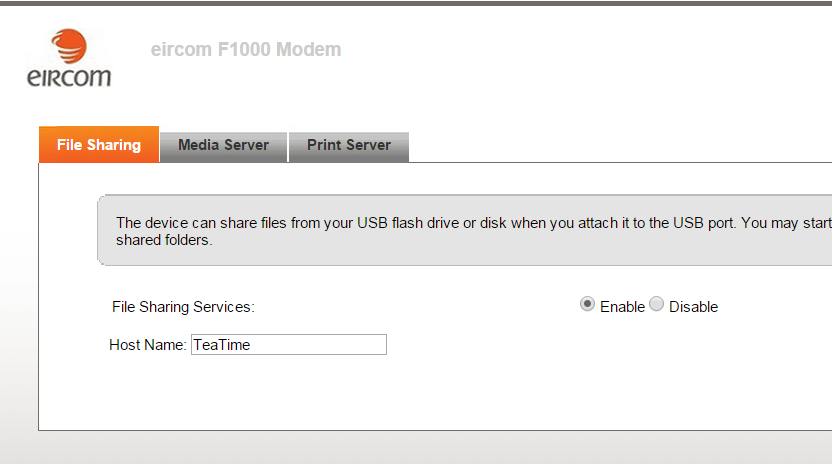 eircom
eircom F1000 Modem
File Sharing
Media Server
Print Server
The device can share files from your USB flash drive or disk when you attach it to the USB port. You may start
shared folders.
File Sharing Services:
Enable
Disable
Host Name: TeaTime